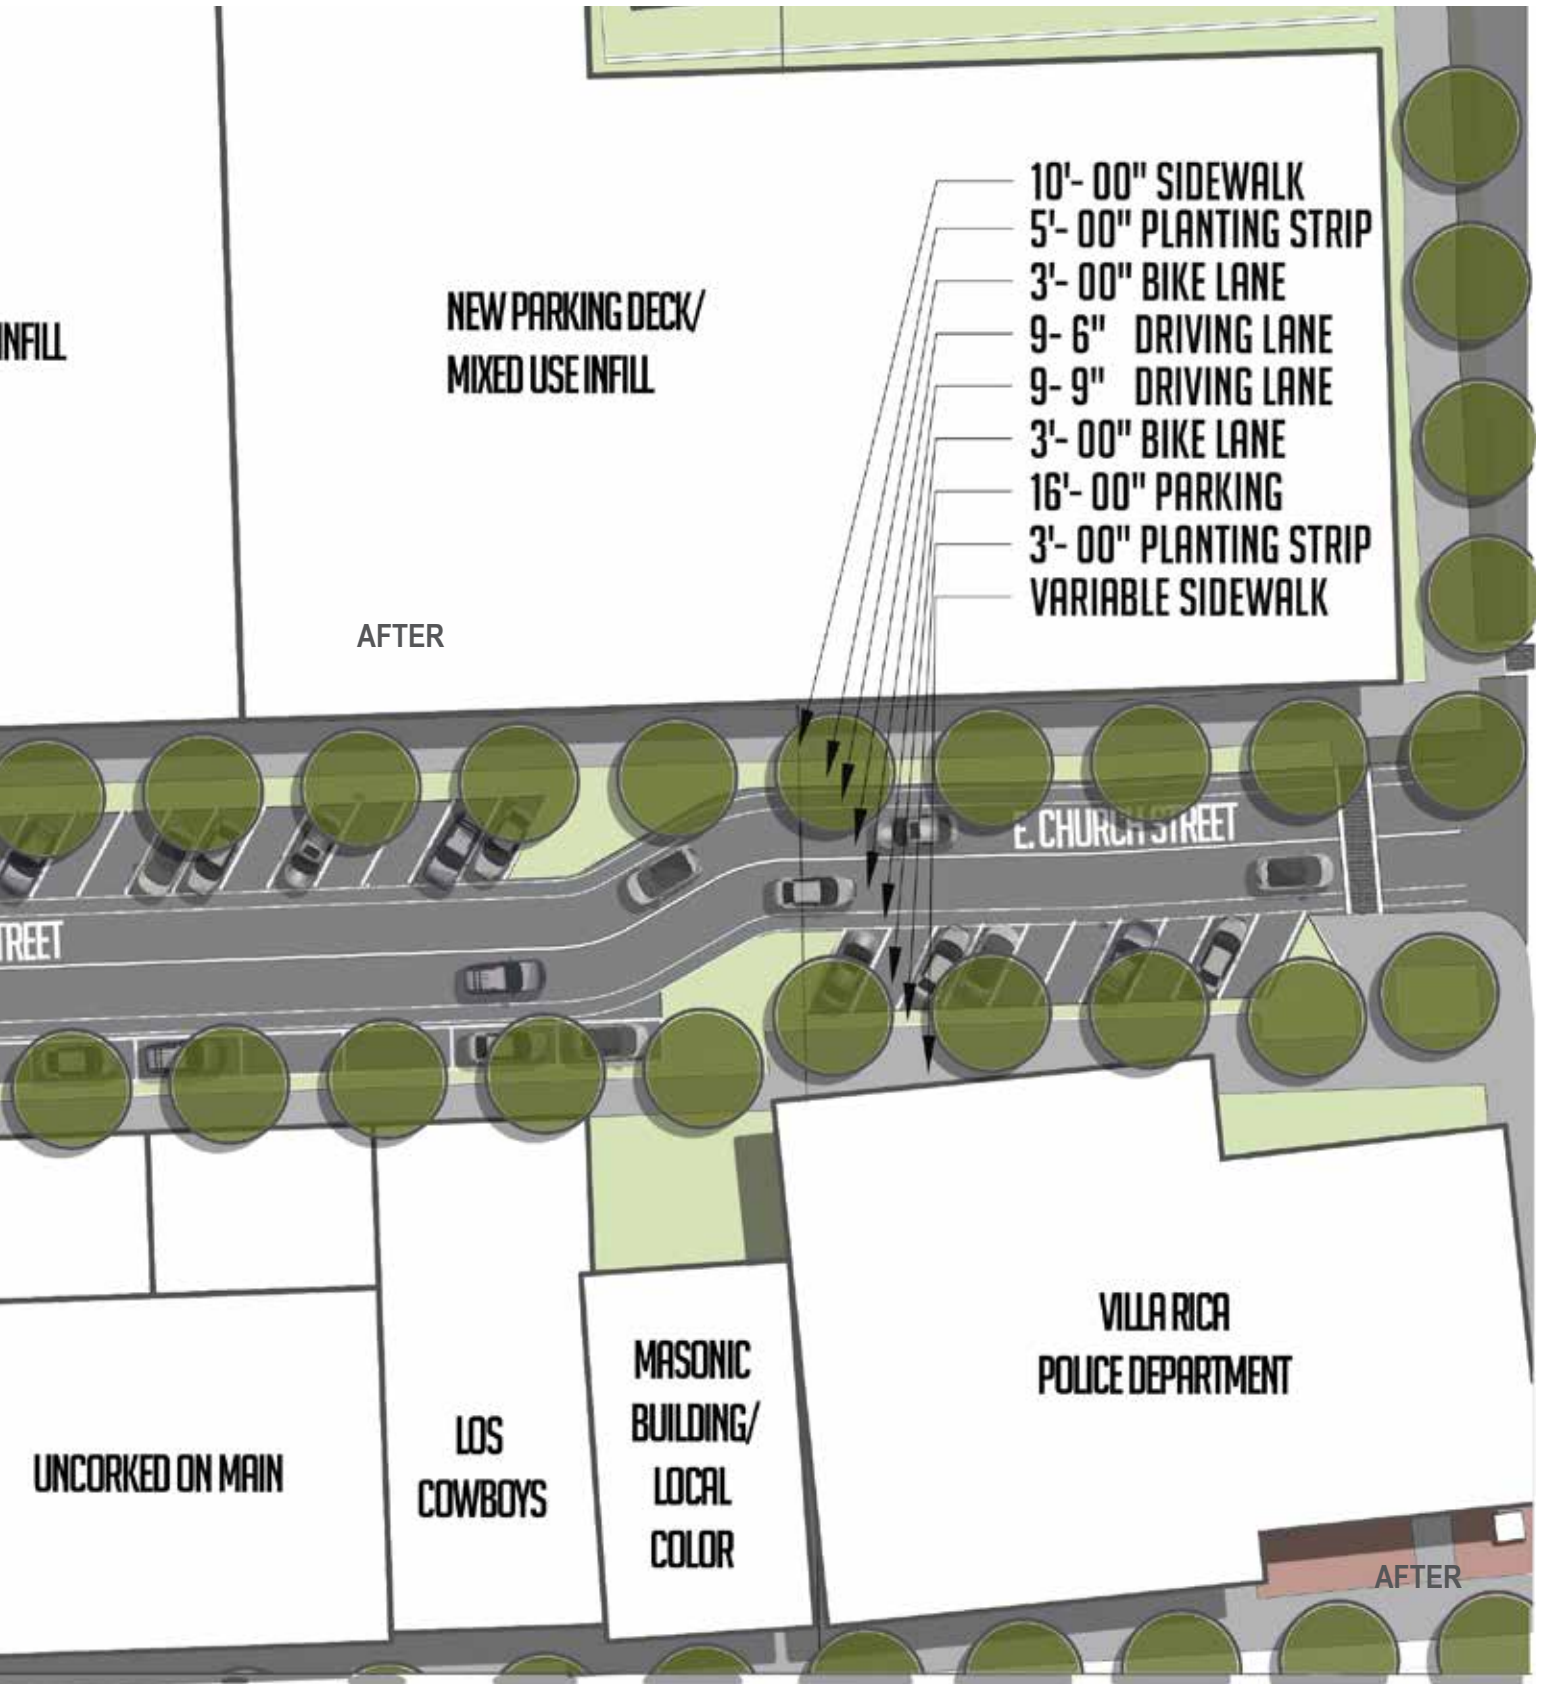 10'- 00" SIDEWALK
5'- 00" PLANTING STRIP
3'- 00" BIKE LANE
9- 6" DRIVING LANE
9- 9" DRIVING LANE
3'- 00" BIKE LANE
16'- 00" PARKING
3'- 00" PLANTING STRIP
VARIABLE SIDEWALK
NEW PARKING DECK/
MIXED USE INFILL
INFILL
AFTER
E. CHURCH STREET
TREET
VILLA RICA
POLICE DEPARTMENT
MASONIC
BUILDING/
LOCAL
COLOR
LOS
COWBOYS
UNCORKED ON MAIN
AFTER